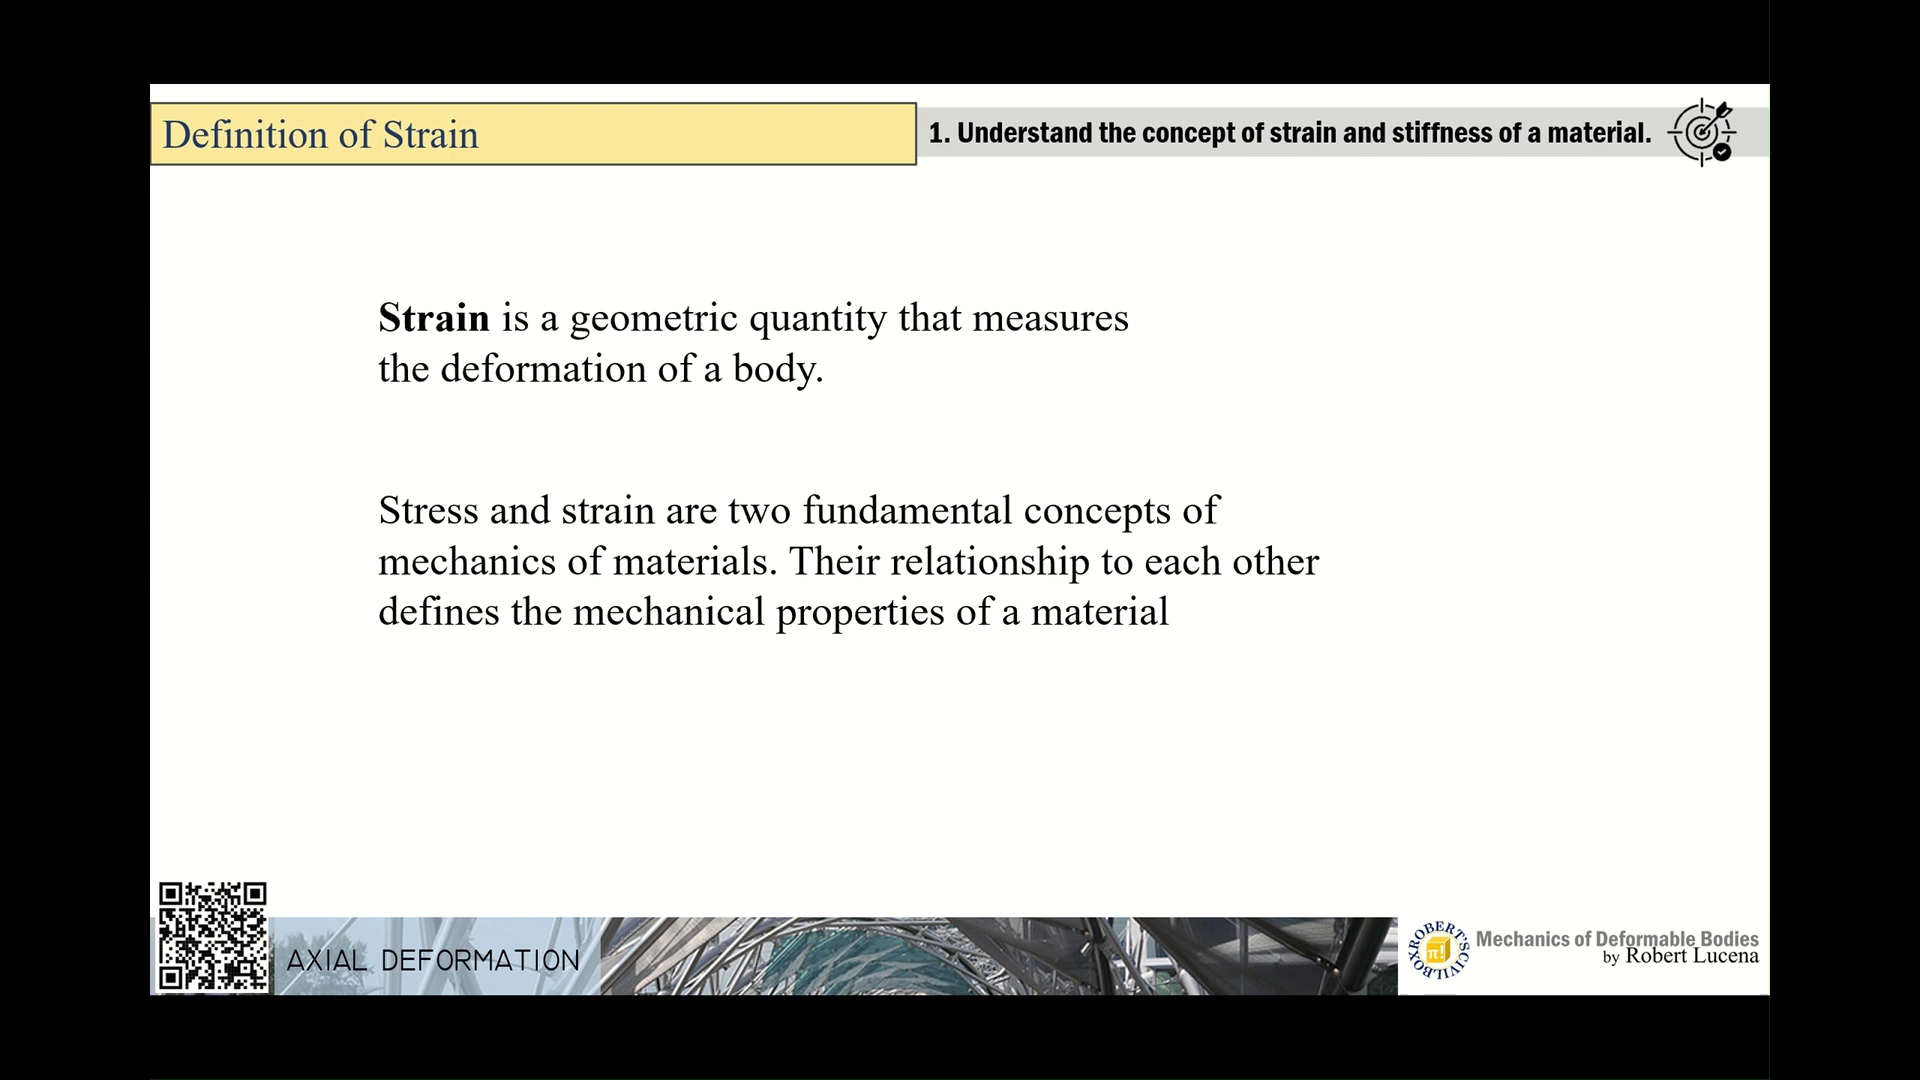 Definition of Strain
1. Understand the concept of strain and stiffness of a material.
Strain is a geometric quantity that measures
the deformation of a body.
Stress and strain are two fundamental concepts of
mechanics of materials. Their relationship to each other
defines the mechanical properties of a material
AXIAL DEFORMATION
ROBERT'S CIVILBOX
π!
Mechanics of Deformable Bodies
by Robert Lucena